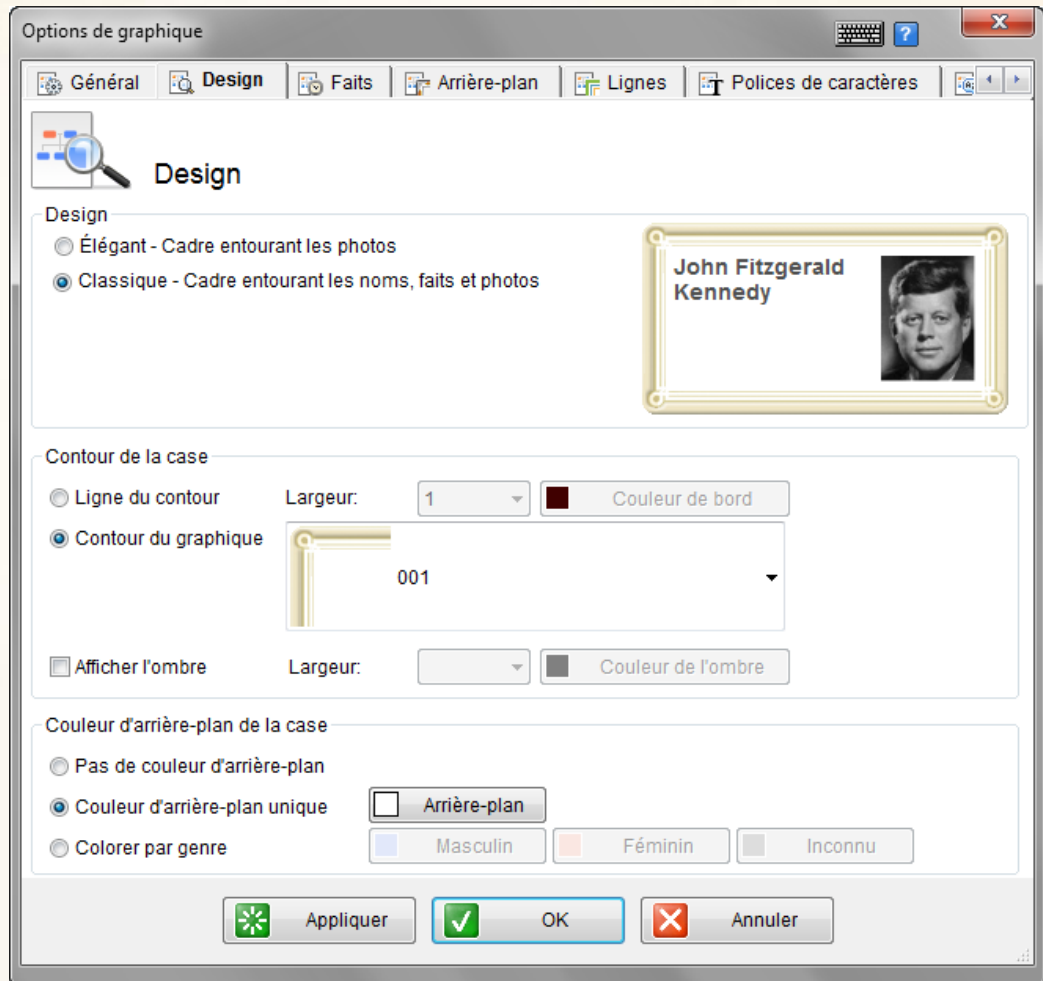 Options de graphique
?
Général Design Faits Arrière-plan Lignes Polices de caractères
Design
Design
Élégant - Cadre entourant les photos
Classique - Cadre entourant les noms, faits et photos
John Fitzgerald
Kennedy
Contour de la case
Ligne du contour Largeur: 1 Couleur de bord
Contour du graphique
001
Afficher l'ombre Largeur: Couleur de l'ombre
Couleur d'arrière-plan de la case
Pas de couleur d'arrière-plan
Couleur d'arrière-plan unique Arrière-plan
Colorer par genre Masculin Féminin Inconnu
Appliquer OK Annuler